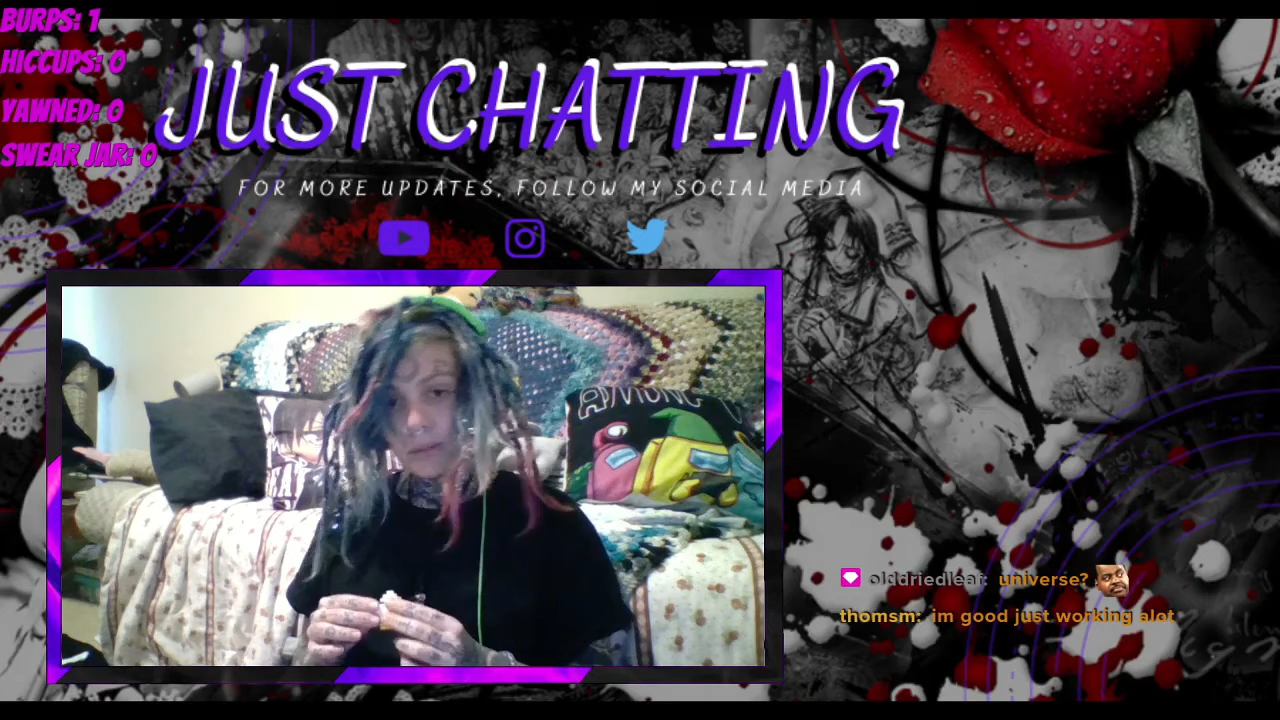 BURPS: 1
HICCUPS: 0
YAWNED: 0
SWEAR JAR: 0
JUST CHATTING
FOR MORE UPDATES, FOLLOW MY SOCIAL MEDIA
AMONG U
olddriedleaf: universe?
thomsm: im good just working alot